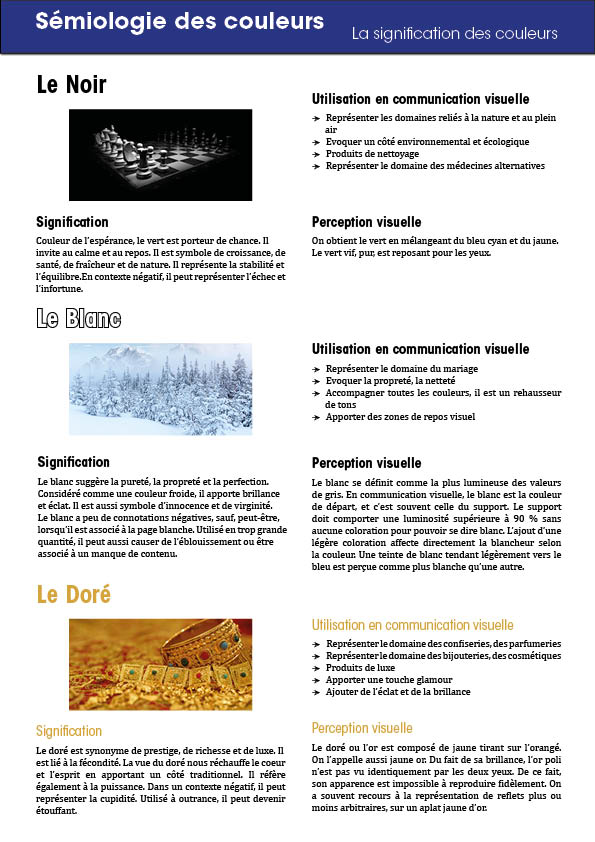 Sémiologie des couleurs
La signification des couleurs
Le Noir
Utilisation en communication visuelle
Représenter les domaines reliés à la nature et au plein
air
Evoquer un côté environnemental et écologique
Produits de nettoyage
Représenter le domaine des médecines alternatives
Signification
Couleur de l'espérance, le vert est porteur de chance. Il
invite au calme et au repos. Il est symbole de croissance, de
santé, de fraîcheur et de nature. Il représente la stabilité et
l'équilibre.En contexte négatif, il peut représenter l'échec et
l'infortune.
Perception visuelle
On obtient le vert en mélangeant du bleu cyan et du jaune.
Le vert vif, pur, est reposant pour les yeux.
Le Blanc
Utilisation en communication visuelle
Représenter le domaine du mariage
Evoquer la propreté, la netteté
Accompagner toutes les couleurs, il est un rehausseur
de tons
Apporter des zones de repos visuel
Signification
Le blanc suggère la pureté, la propreté et la perfection.
Considéré comme une couleur froide, il apporte brillance
et éclat. Il est aussi symbole d'innocence et de virginité.
Le blanc a peu de connotations négatives, sauf, peut-être,
lorsqu'il est associé à la page blanche. Utilisé en trop grande
quantité, il peut aussi causer de l'éblouissement ou être
associé à un manque de contenu.
Perception visuelle
Le blanc se définit comme la plus lumineuse des valeurs
de gris. En communication visuelle, le blanc est la couleur
de départ, et c'est souvent celle du support. Le support
doit comporter une luminosité supérieure à 90 % sans
aucune coloration pour pouvoir se dire blanc. L'ajout d'une
légère coloration affecte directement la blancheur selon
la couleur. Une teinte de blanc tendant légèrement vers le
bleu est perçue comme plus blanche qu'une autre.
Le Doré
Utilisation en communication visuelle
Représenter le domaine des confiseries, des parfumeries
Représenter le domaine des bijouteries, des cosmétiques
Produits de luxe
Apporter une touche glamour
Ajouter de l'éclat et de la brillance
Signification
Le doré est synonyme de prestige, de richesse et de luxe. Il
est lié à la fécondité. La vue du doré nous réchauffe le coeur
et l'esprit en apportant un côté traditionnel. Il réfère
également à la puissance. Dans un contexte négatif, il peut
représenter la cupidité. Utilisé à outrance, il peut devenir
étouffant.
Perception visuelle
Le doré ou l'or est composé de jaune tirant sur l'orangé.
On l'appelle aussi jaune or. Du fait de sa brillance, l'or poli
n'est pas vu identiquement par les deux yeux. De ce fait,
son apparence est impossible à reproduire fidèlement. On
a souvent recours à la représentation de reflets plus ou
moins arbitraires, sur un aplat jaune d'or.